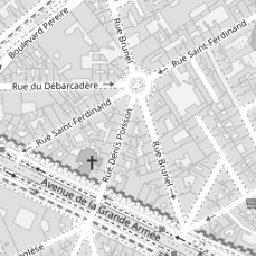 Boulevard Pereire
Rue Brunel
Rue Saint-Ferdinand
Rue du Débarcadère
Rue Saint-Ferdinand
Rue Denis Poisson
Rue Brunel
Avenue de la Grande Armée